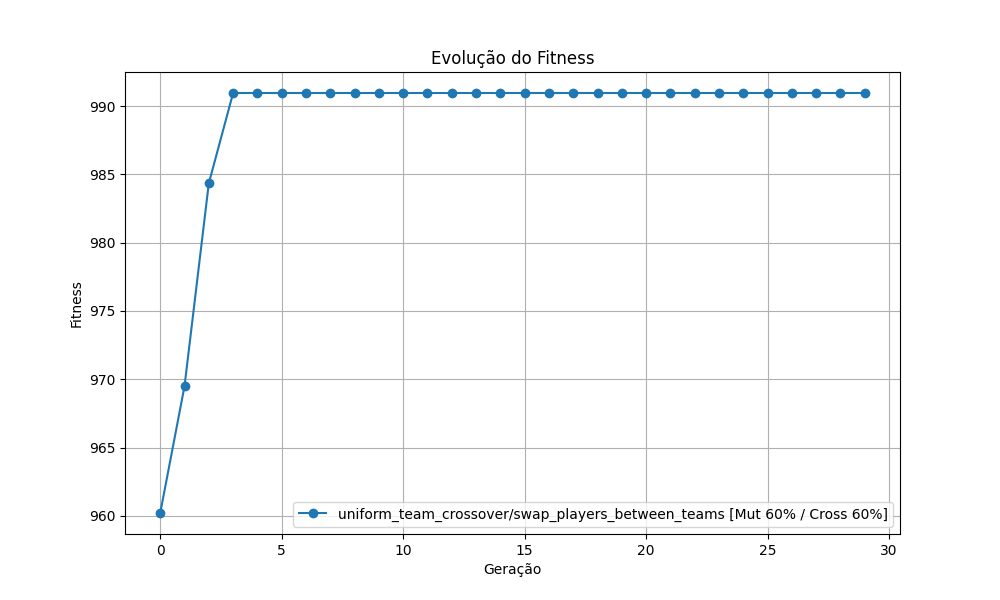 Evolução do Fitness
Fitness
990
985
980
975
970
965
960
uniform_team_crossover/swap_players_between_teams [Mut 60% / Cross 60%]
0 5 10 15 20 25 30
Geração